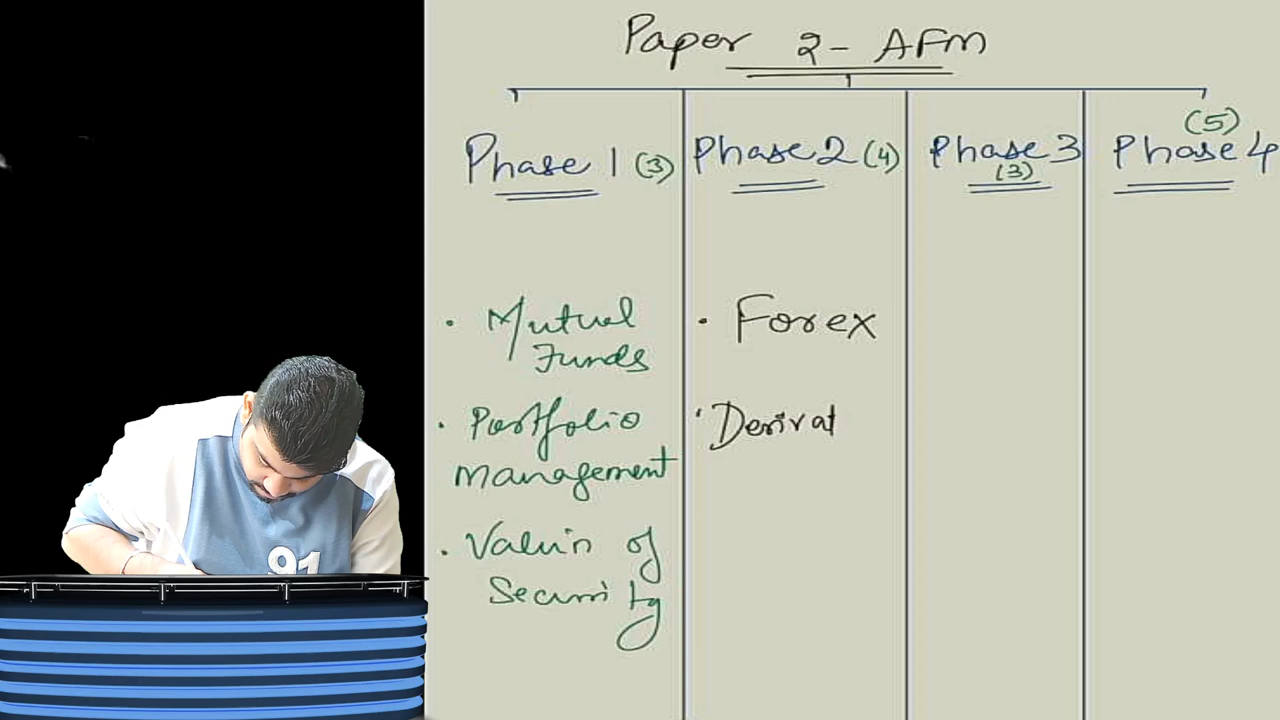 Paper 2 - AFM
Phase 1 (3)
Phase 2 (4)
Phase 3
(3)
(5)
Phase 4
• Mutual
Funds
• Portfolio
management
• Valuin of
Security
• Forex
• Derivat
91